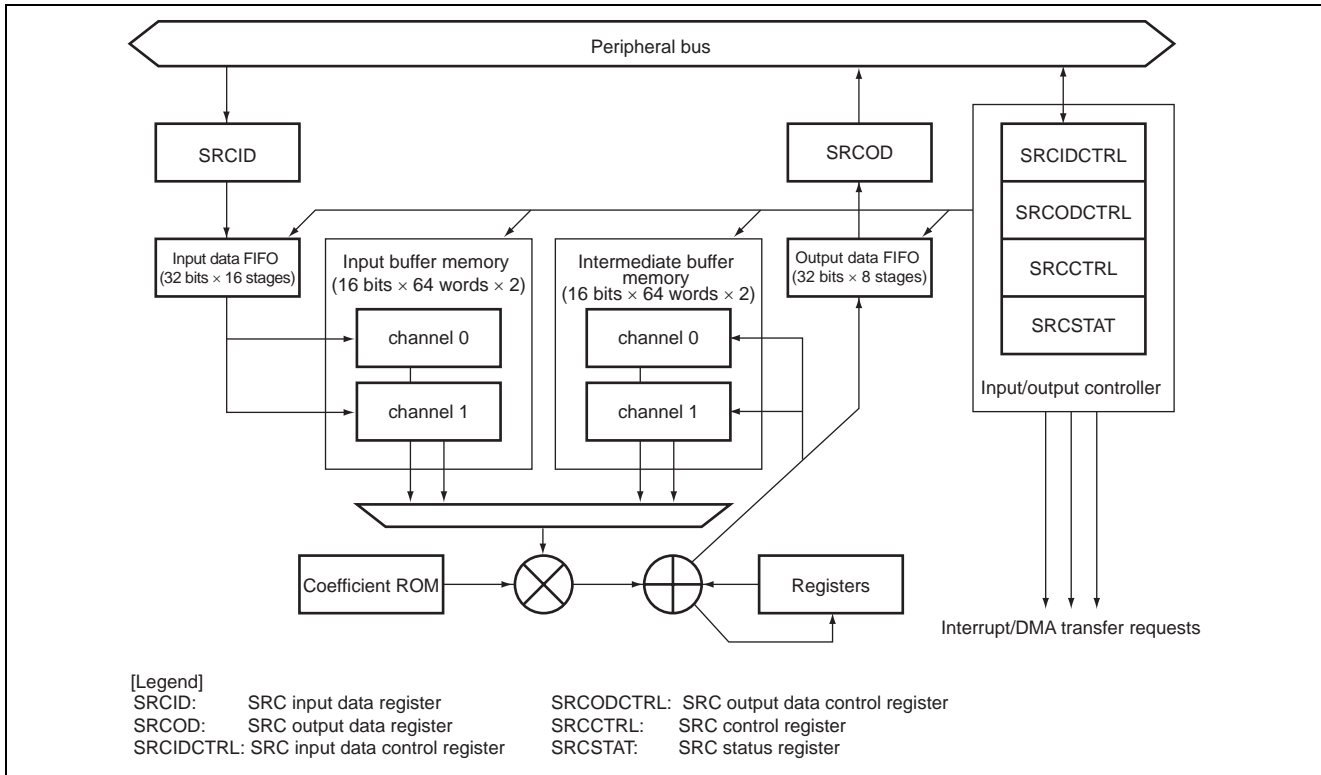 Peripheral bus
SRCID
SRCOD
SRCIDCTRL
SRCODCTRL
SRCCTRL
SRCSTAT
Input/output controller
Input data FIFO
(32 bits × 16 stages)
Input buffer memory
(16 bits × 64 words × 2)
channel 0
channel 1
Intermediate buffer
memory
(16 bits × 64 words × 2)
channel 0
channel 1
Output data FIFO
(32 bits × 8 stages)
Coefficient ROM
Registers
Interrupt/DMA transfer requests
[Legend]
SRCID: SRC input data register
SRCOD: SRC output data register
SRCIDCTRL: SRC input data control register
SRCODCTRL: SRC output data control register
SRCCTRL: SRC control register
SRCSTAT: SRC status register